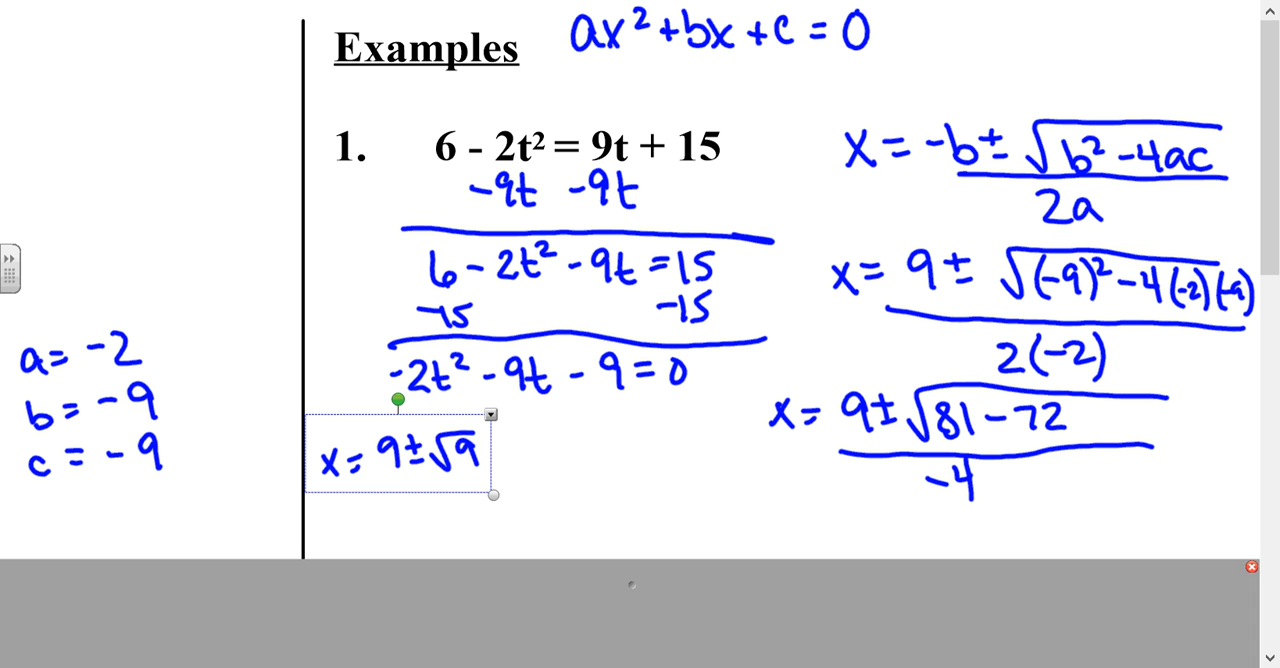 Examples ax² + bx + c = 0
1. 6 - 2t² = 9t + 15
-9t -9t
6 - 2t² - 9t = 15
-15 -15
-2t² - 9t - 9 = 0
x = 9 ± √9
a = -2
b = -9
c = -9
x = -b ± √b² - 4ac
2a
x = 9 ± √(-9)² - 4(-2)(-9)
2(-2)
x = 9 ± √81 - 72
-4